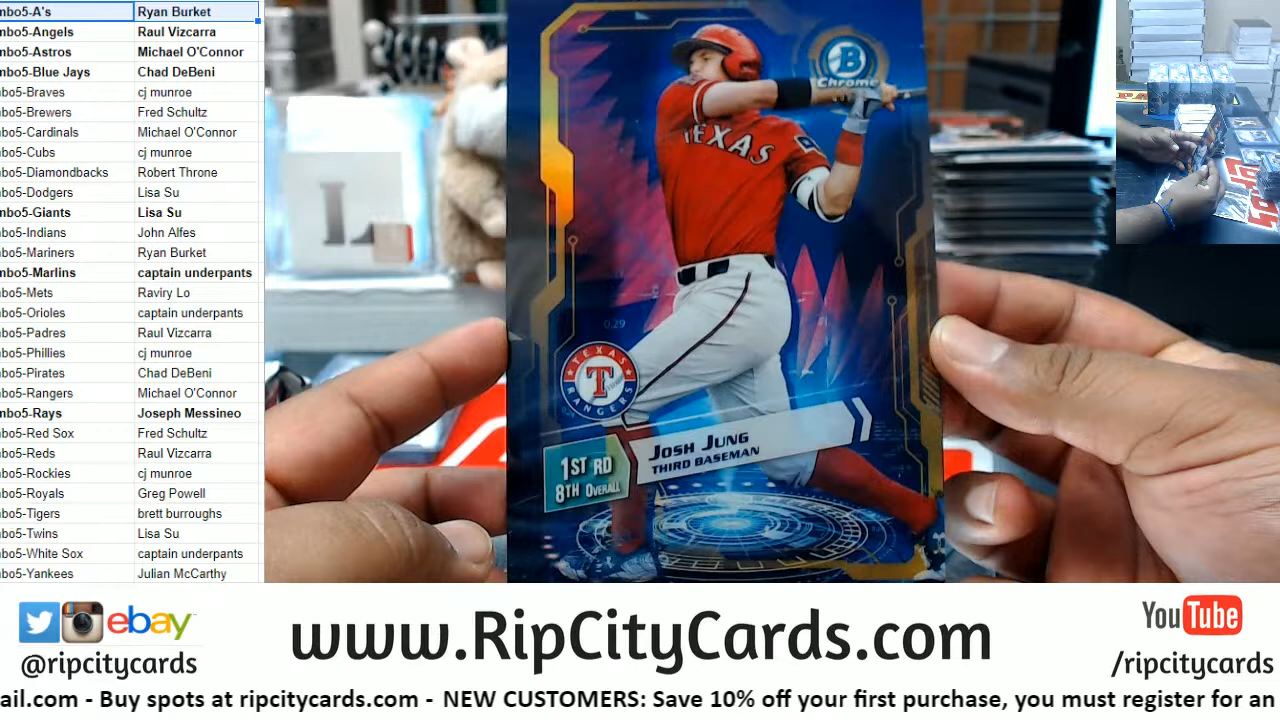 mbo5-A's Ryan Burket
mbo5-Angels Raul Vizcarra
mbo5-Astros Michael O'Connor
mbo5-Blue Jays Chad DeBeni
mbo5-Braves cj munroe
mbo5-Brewers Fred Schultz
mbo5-Cardinals Michael O'Connor
mbo5-Cubs cj munroe
mbo5-Diamondbacks Robert Throne
mbo5-Dodgers Lisa Su
mbo5-Giants Lisa Su
mbo5-Indians John Alfes
mbo5-Mariners Ryan Burket
mbo5-Marlins captain underpants
mbo5-Mets Raviry Lo
mbo5-Orioles captain underpants
mbo5-Padres Raul Vizcarra
mbo5-Phillies cj munroe
mbo5-Pirates Chad DeBeni
mbo5-Rangers Michael O'Connor
mbo5-Rays Joseph Messineo
mbo5-Red Sox Fred Schultz
mbo5-Reds Raul Vizcarra
mbo5-Rockies cj munroe
mbo5-Royals Greg Powell
mbo5-Tigers brett burroughs
mbo5-Twins Lisa Su
mbo5-White Sox captain underpants
mbo5-Yankees Julian McCarthy
B
Chrome
TEXAS
0.29
TEXAS
T
RANGERS
JOSH JUNG
THIRD BASEMAN
1ST RD
8TH OVERALL
ebay
@ripcitycards
www.RipCityCards.com
YouTube
/ripcitycards
ail.com - Buy spots at ripcitycards.com - NEW CUSTOMERS: Save 10% off your first purchase, you must register for an